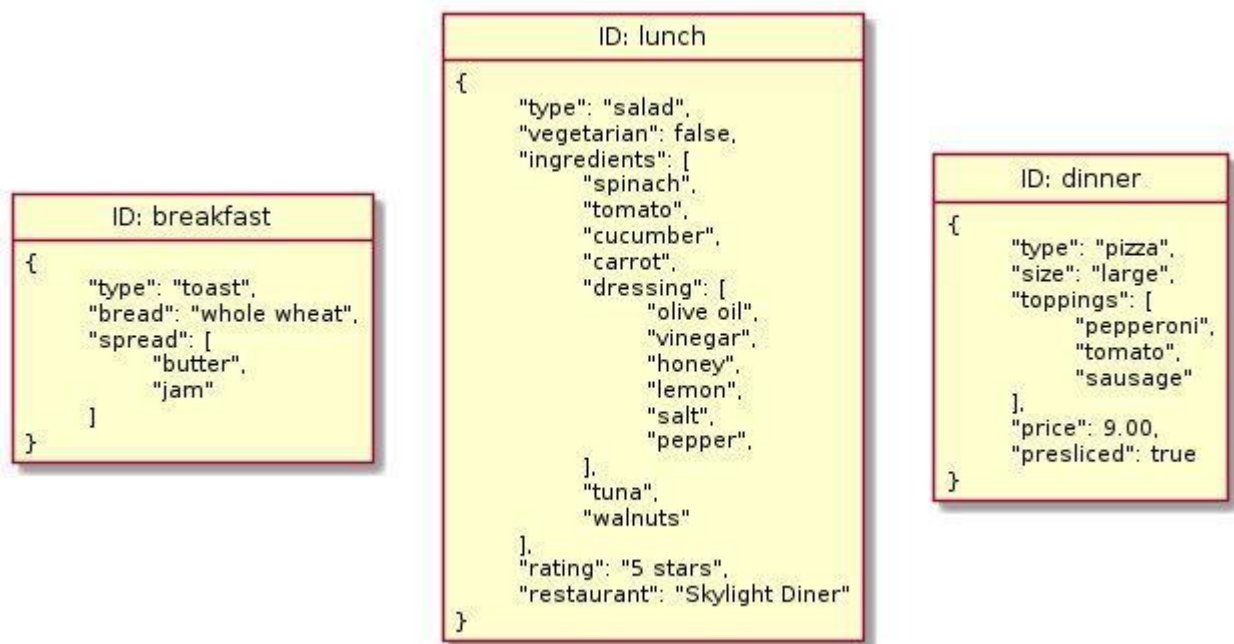 ID: breakfast
{
"type": "toast",
"bread": "whole wheat",
"spread": [
"butter",
"jam"
]
}
ID: lunch
{
"type": "salad",
"vegetarian": false,
"ingredients": [
"spinach",
"tomato",
"cucumber",
"carrot",
"dressing": [
"olive oil",
"vinegar",
"honey",
"lemon",
"salt",
"pepper",
],
"tuna",
"walnuts"
],
"rating": "5 stars",
"restaurant": "Skylight Diner"
}
ID: dinner
{
"type": "pizza",
"size": "large",
"toppings": [
"pepperoni",
"tomato",
"sausage"
],
"price": 9.00,
"presliced": true
}